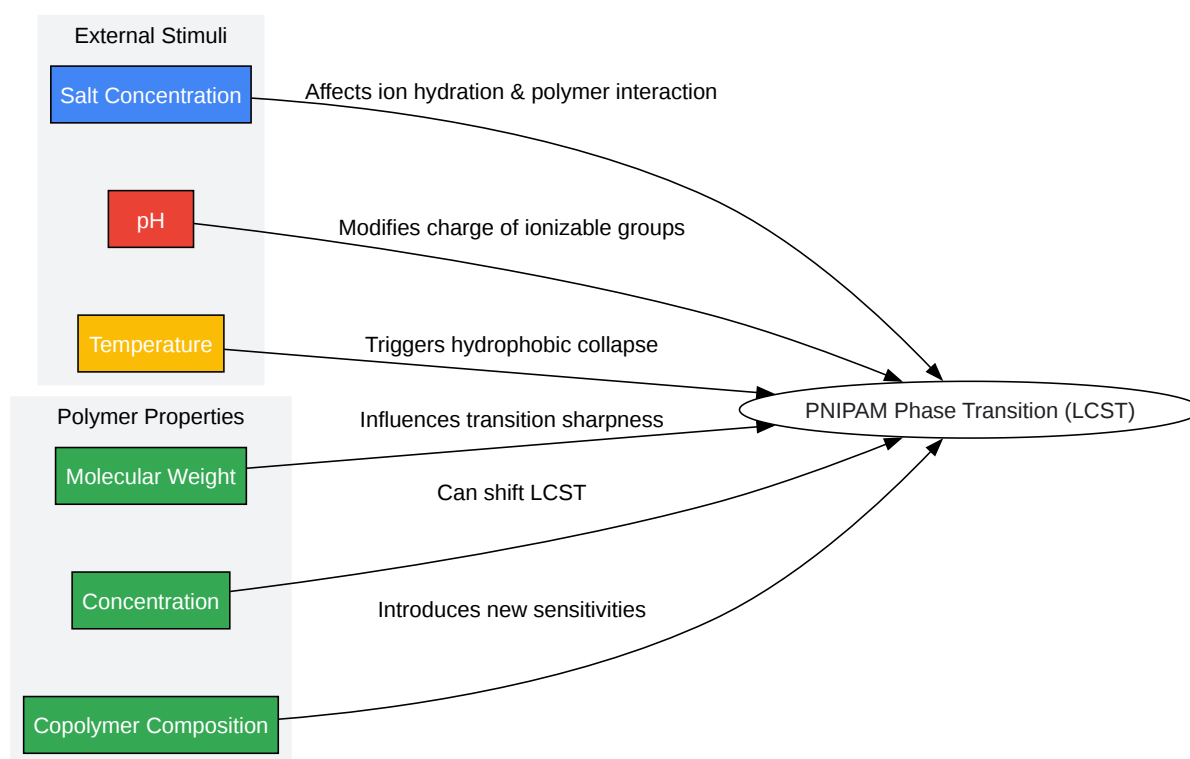 External Stimuli
Salt Concentration
Affects ion hydration & polymer interaction
pH
Modifies charge of ionizable groups
Temperature
Triggers hydrophobic collapse
PNIPAM Phase Transition (LCST)
Polymer Properties
Molecular Weight
Influences transition sharpness
Concentration
Can shift LCST
Copolymer Composition
Introduces new sensitivities